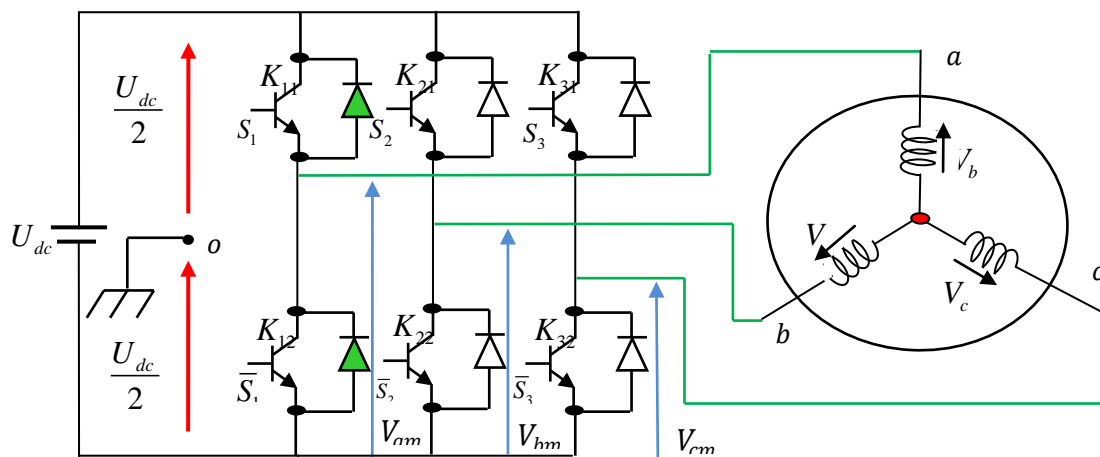 K₁₁ K₂₁ K₃₁ a
U_dc/2
S₁ S₂ S₃
V_b
U_dc o V
V_c c
b
K₁₂ K₂₂ K₃₂
U_dc/2
S̅₁ S̅₂ S̅₃
V_am V_bm V_cm